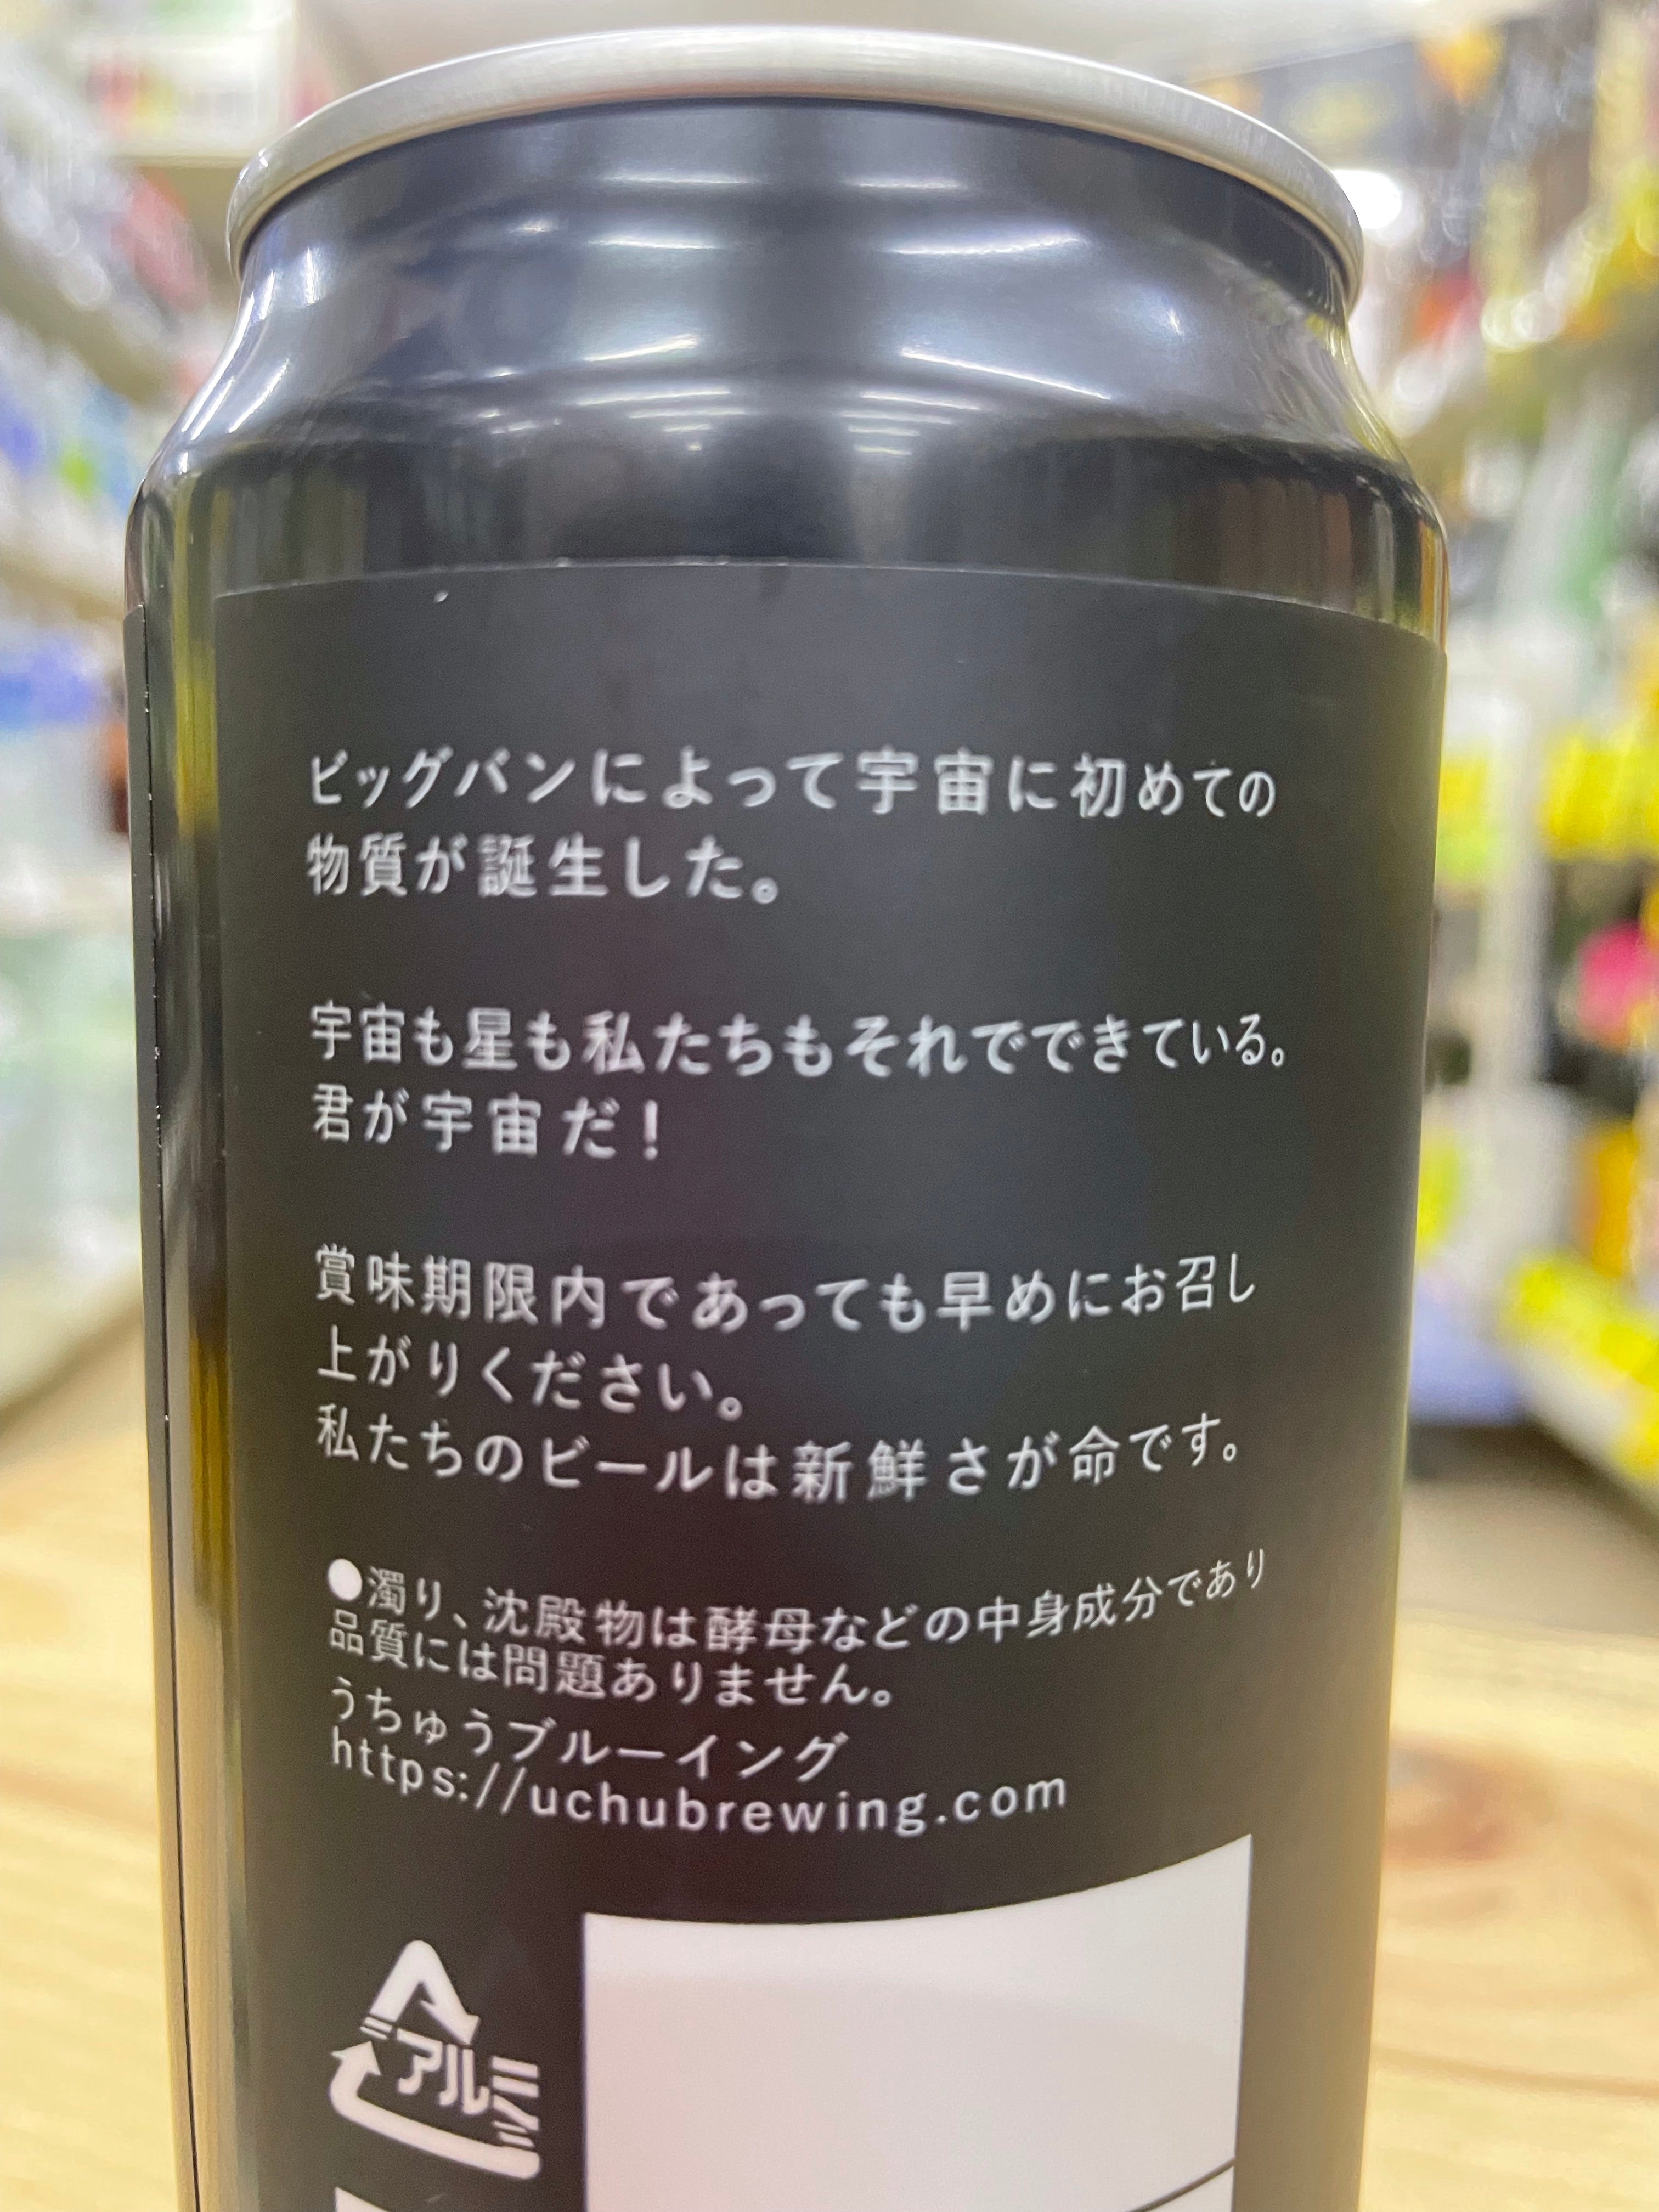 ビッグバンによって宇宙に初めての
物質が誕生した。
宇宙も星も私たちもそれでできている。
君が宇宙だ！
賞味期限内であっても早めにお召し
上がりください。
私たちのビールは新鮮さが命です。
●濁り、沈殿物は酵母などの中身成分であり
品質には問題ありません。
うちゅうブルーイング
https://uchubrewing.com
アルミ